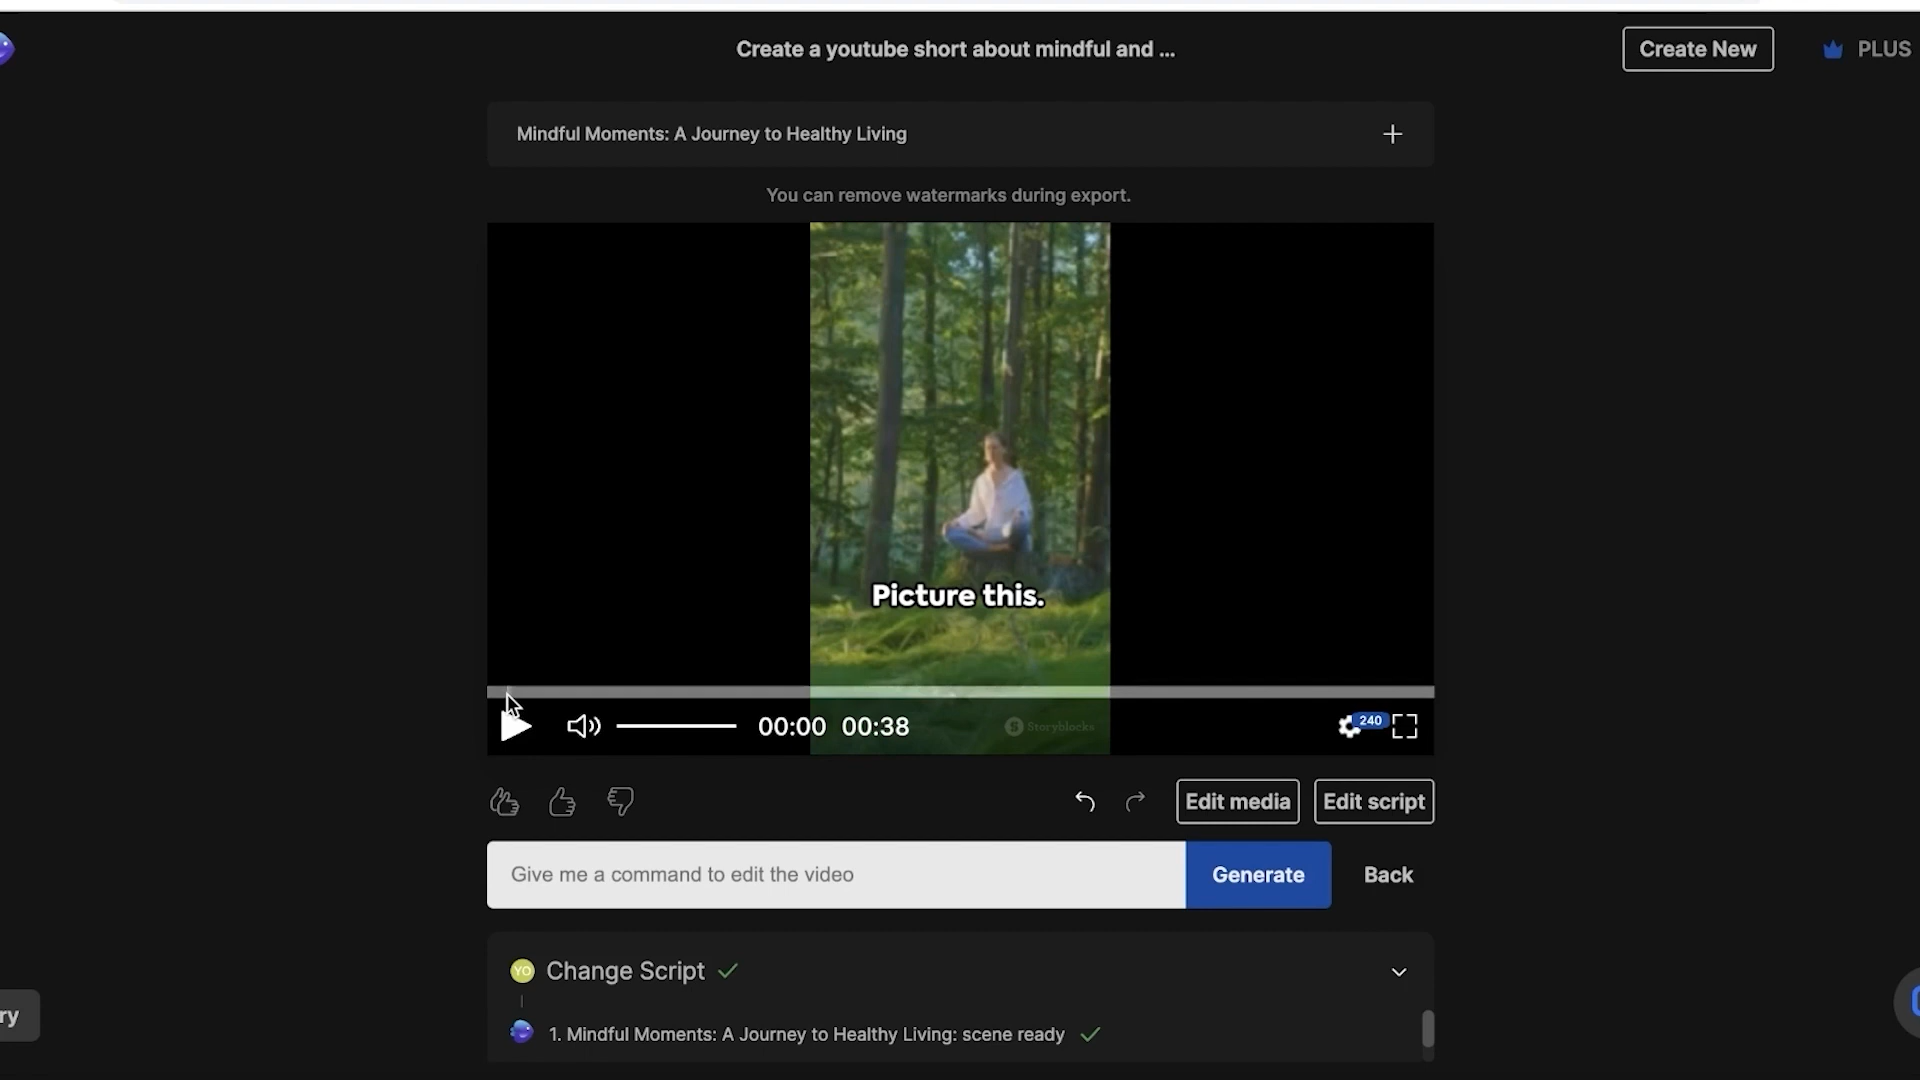 Create a youtube short about mindful and ...
Create New
PLUS
Mindful Moments: A Journey to Healthy Living
You can remove watermarks during export.
Picture this.
00:00 00:38
Storyblocks
240
Edit media
Edit script
Give me a command to edit the video
Generate
Back
YO Change Script
1. Mindful Moments: A Journey to Healthy Living: scene ready
ry